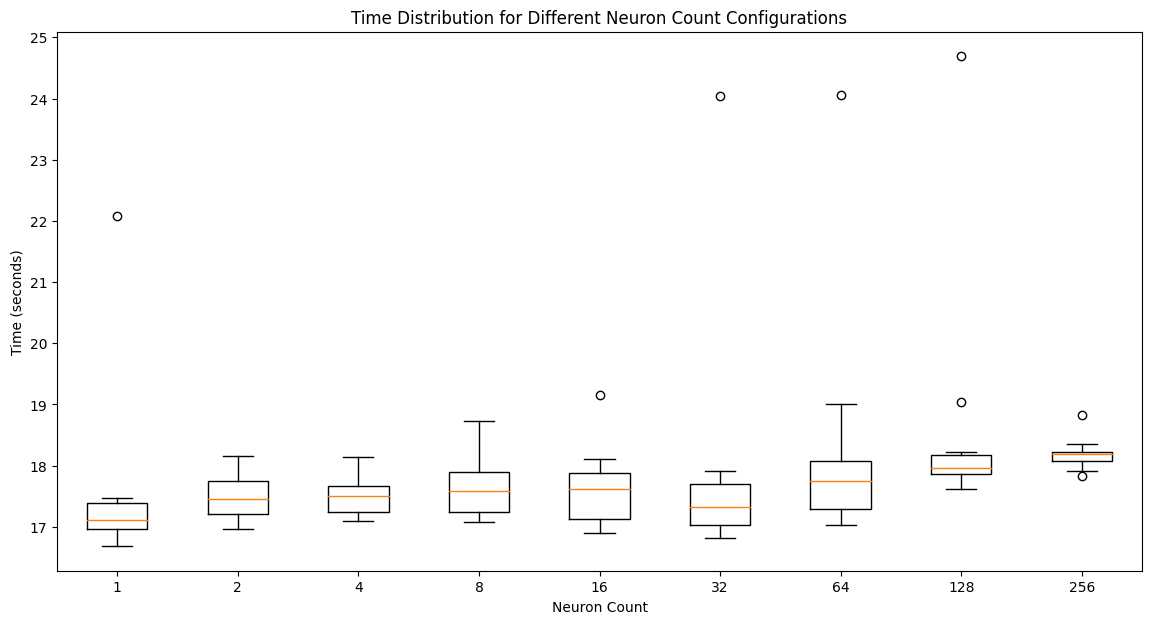 Time Distribution for Different Neuron Count Configurations
25
24
23
22
21
20
19
18
17
Time (seconds)
1 2 4 8 16 32 64 128 256
Neuron Count